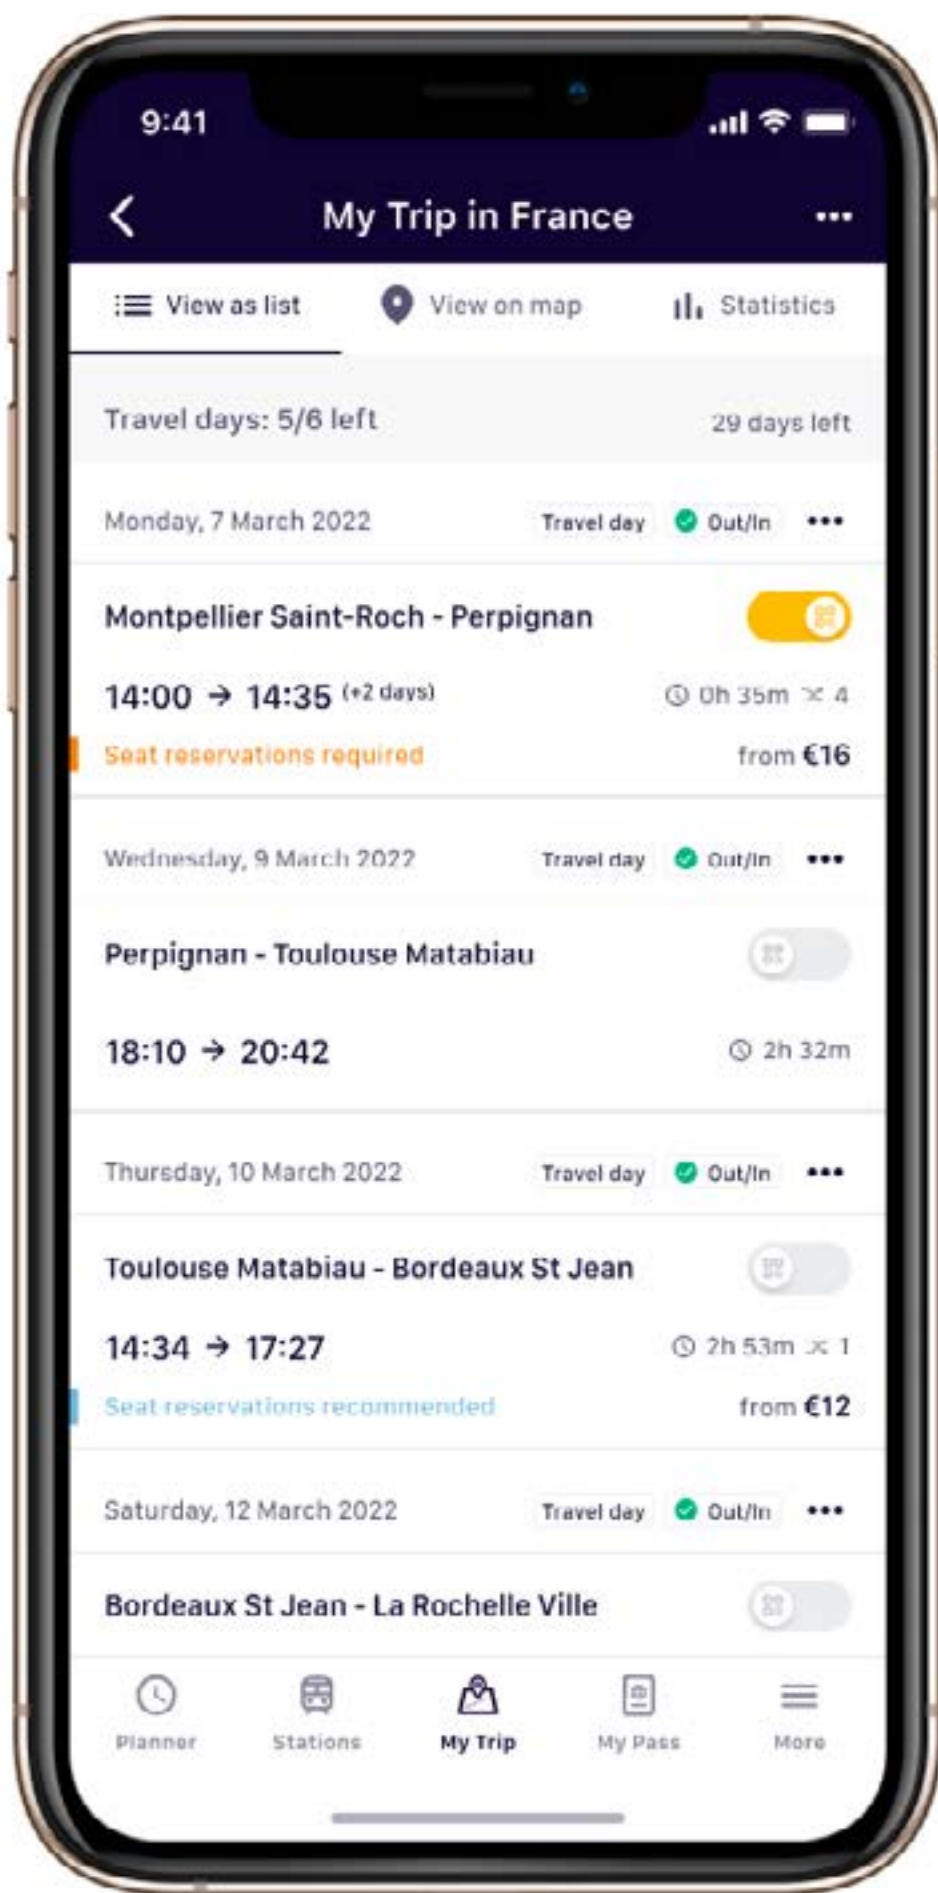 9:41
My Trip in France
View as list View on map Statistics
Travel days: 5/6 left 29 days left
Monday, 7 March 2022 Travel day Out/In •••
Montpellier Saint-Roch - Perpignan
14:00 → 14:35 (+2 days) 0h 35m 4
Seat reservations required from €16
Wednesday, 9 March 2022 Travel day Out/In •••
Perpignan - Toulouse Matabiau
18:10 → 20:42 2h 32m
Thursday, 10 March 2022 Travel day Out/In •••
Toulouse Matabiau - Bordeaux St Jean
14:34 → 17:27 2h 53m 1
Seat reservations recommended from €12
Saturday, 12 March 2022 Travel day Out/In •••
Bordeaux St Jean - La Rochelle Ville
Planner Stations My Trip My Pass More